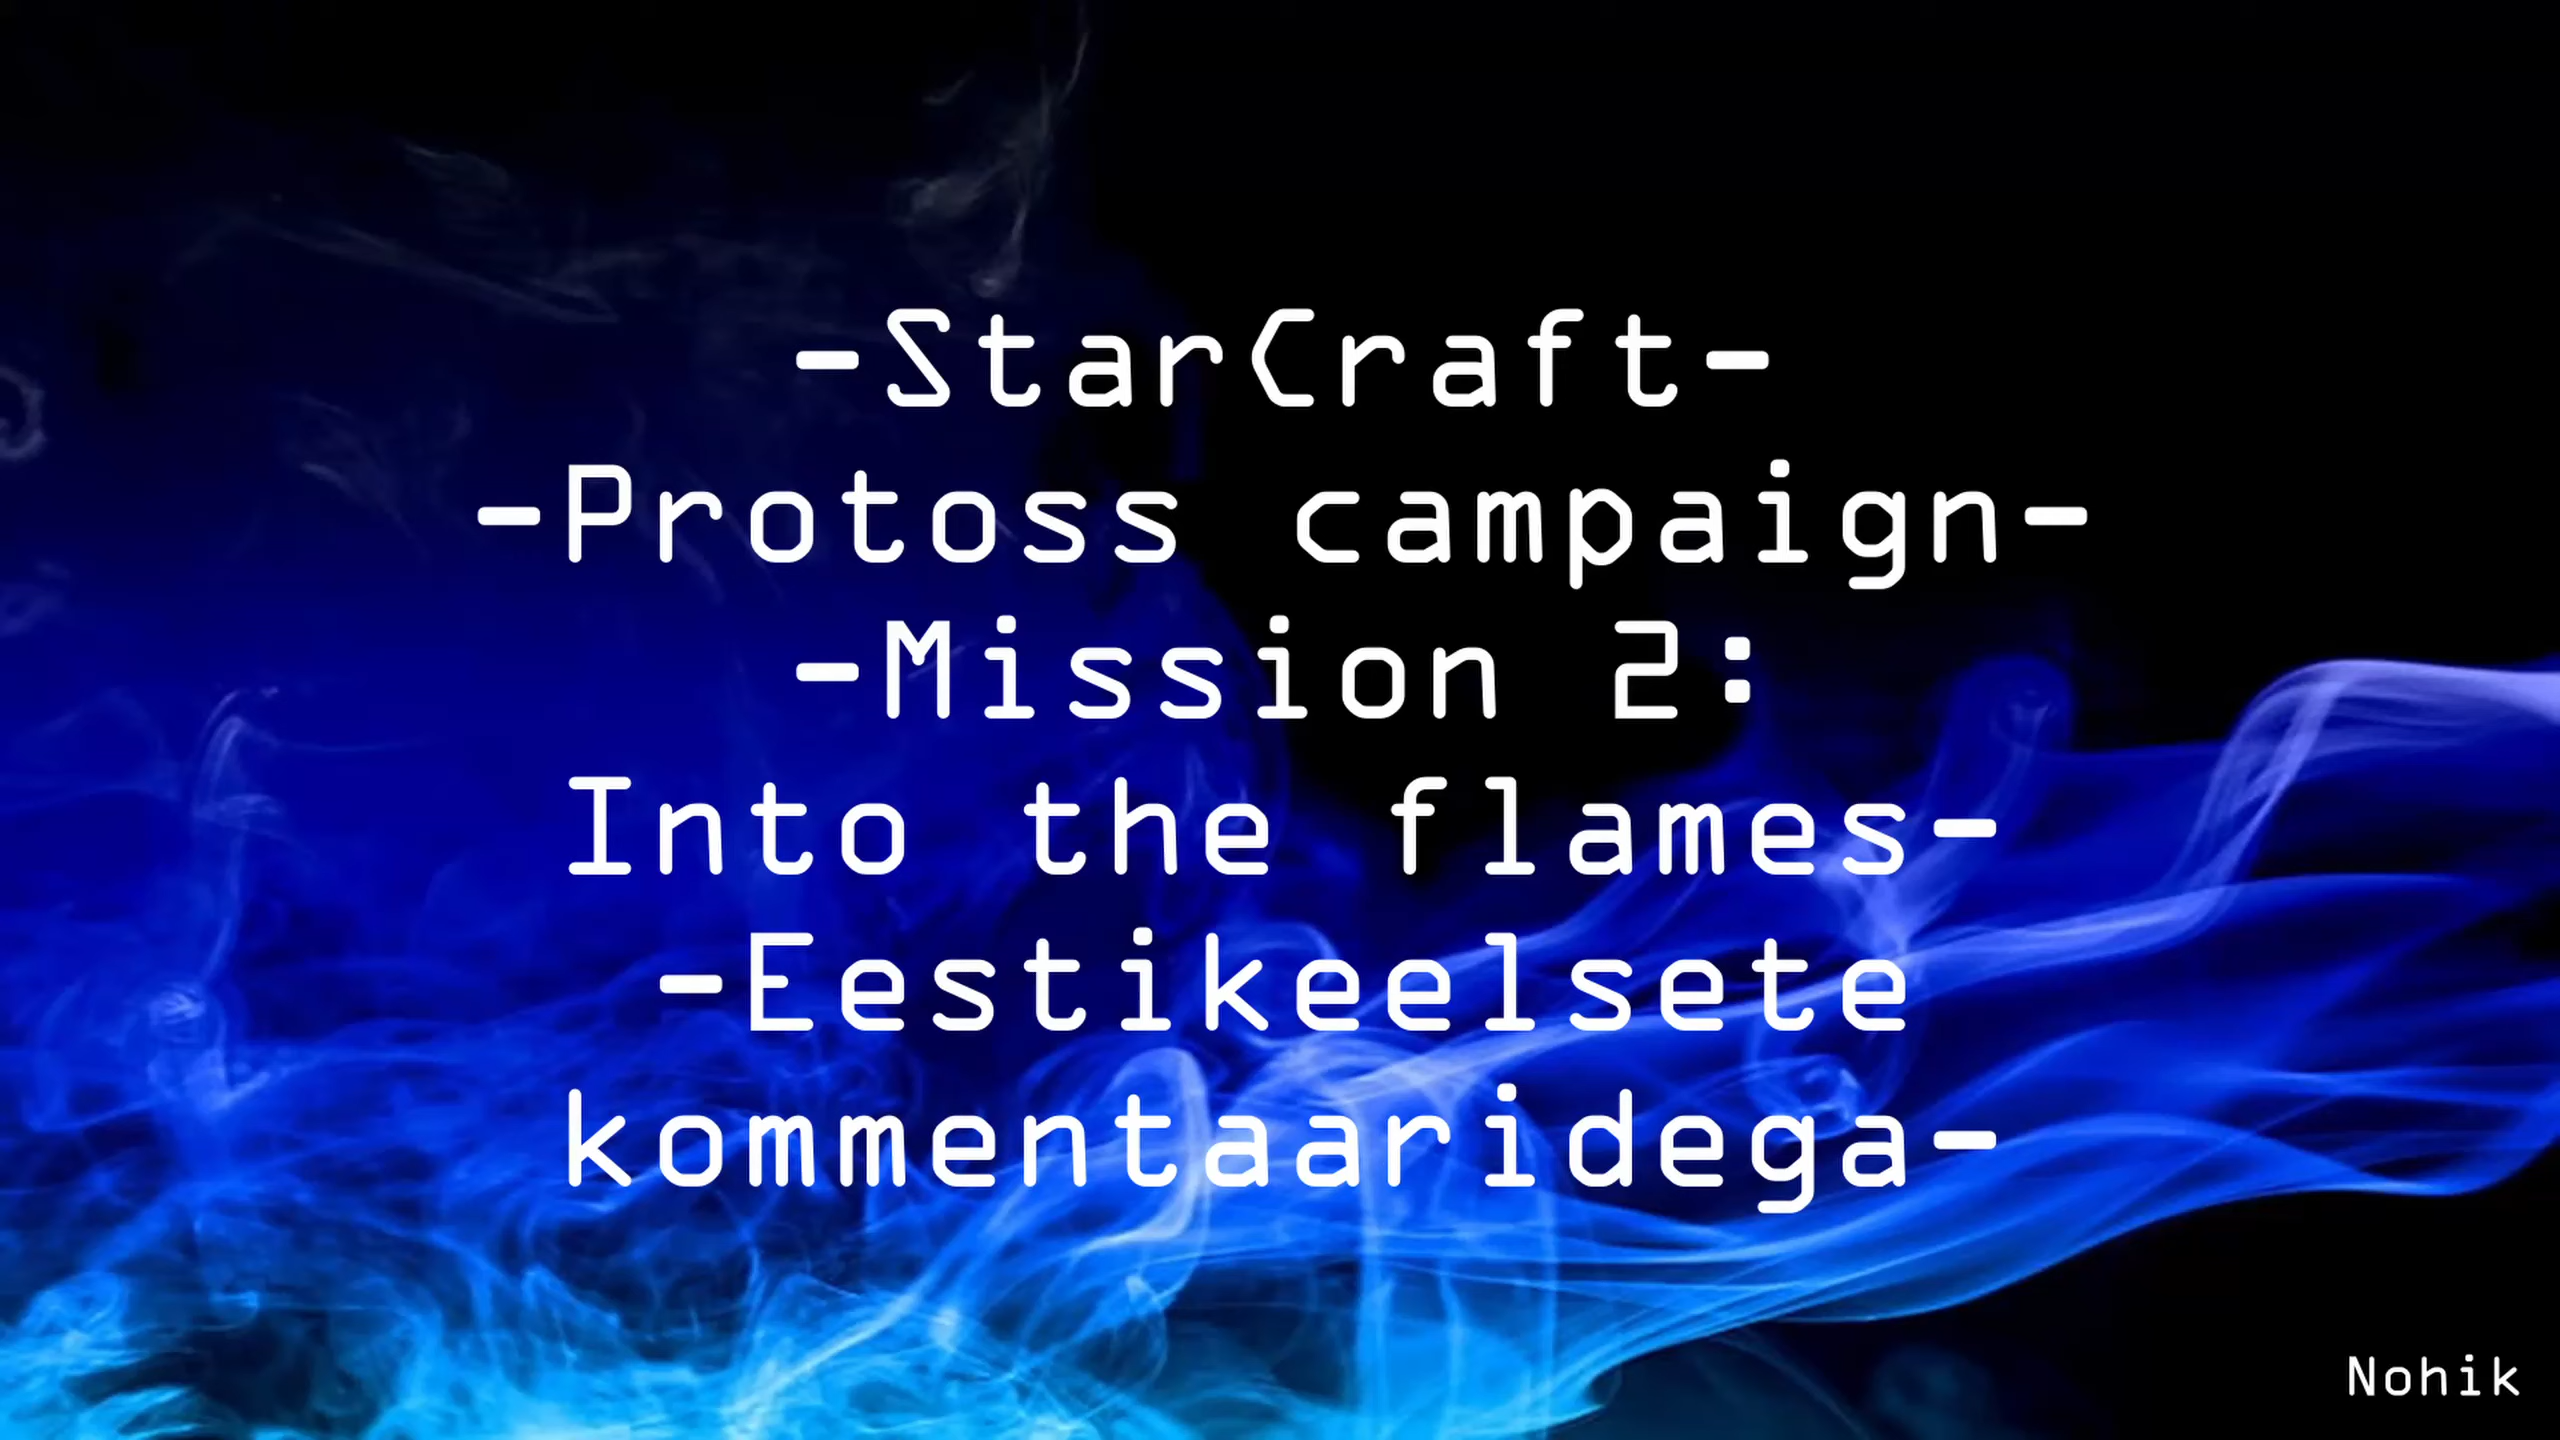 -StarCraft-
-Protoss campaign-
-Mission 2:
Into the flames-
-Eestikeelsete
kommentaaridega-
Nohik